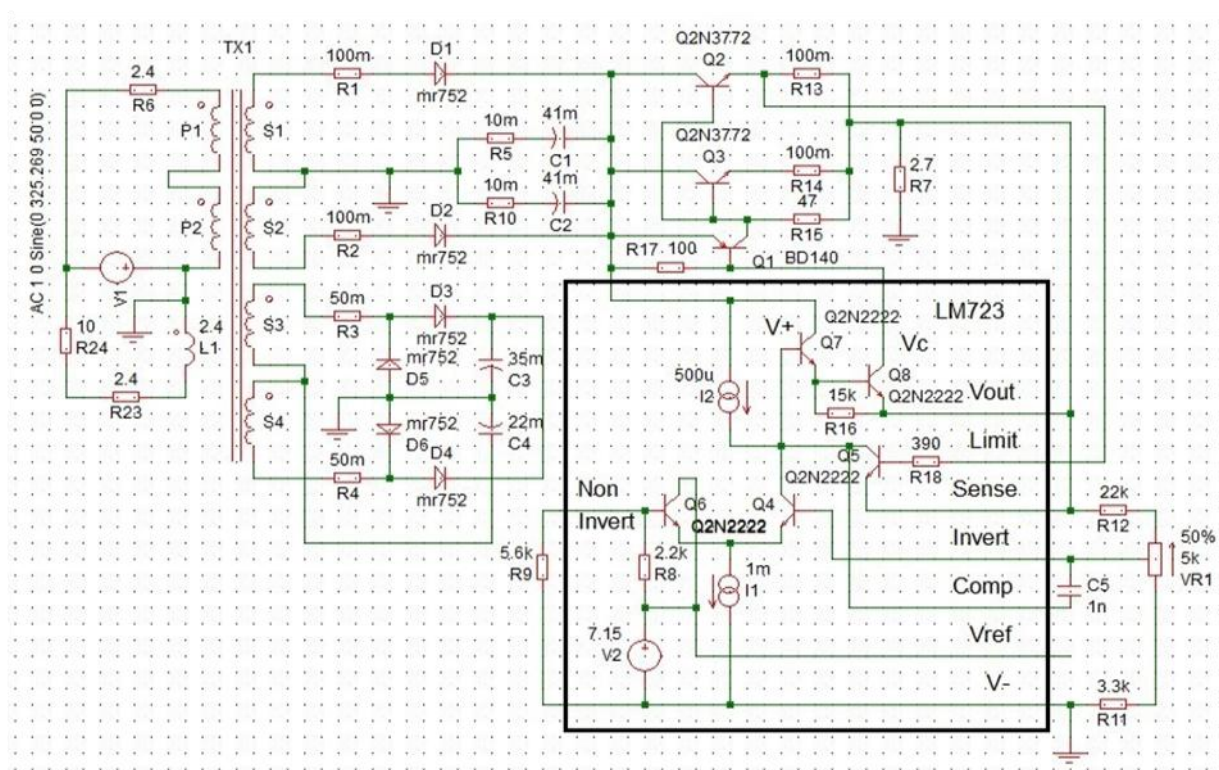 AC 1 0 Sine(0 325.269 50 0 0)
TX1
2.4
R6
P1
P2
V1
10
R24
2.4
L1
2.4
R23
S1
S2
S3
S4
100m
R1
D1
mr752
10m
R5
41m
C1
10m
R10
41m
C2
100m
R2
D2
mr752
50m
R3
D3
mr752
mr752
D5
35m
C3
mr752
D6
22m
C4
50m
R4
D4
mr752
Q2N3772
Q2
100m
R13
Q2N3772
Q3
100m
R14
47
R15
2.7
R7
R17 100
Q1
BD140
LM723
V+
Q2N2222
Q7
Vc
500u
I2
Q8
Q2N2222
15k
R16
Vout
Limit
Q5
Q2N2222
390
R18
Sense
Non
Invert
Q6
Q4
Q2N2222
Invert
5.6k
R9
2.2k
R8
1m
I1
Comp
7.15
V2
Vref
V-
22k
R12
50%
5k
VR1
C5
1n
3.3k
R11